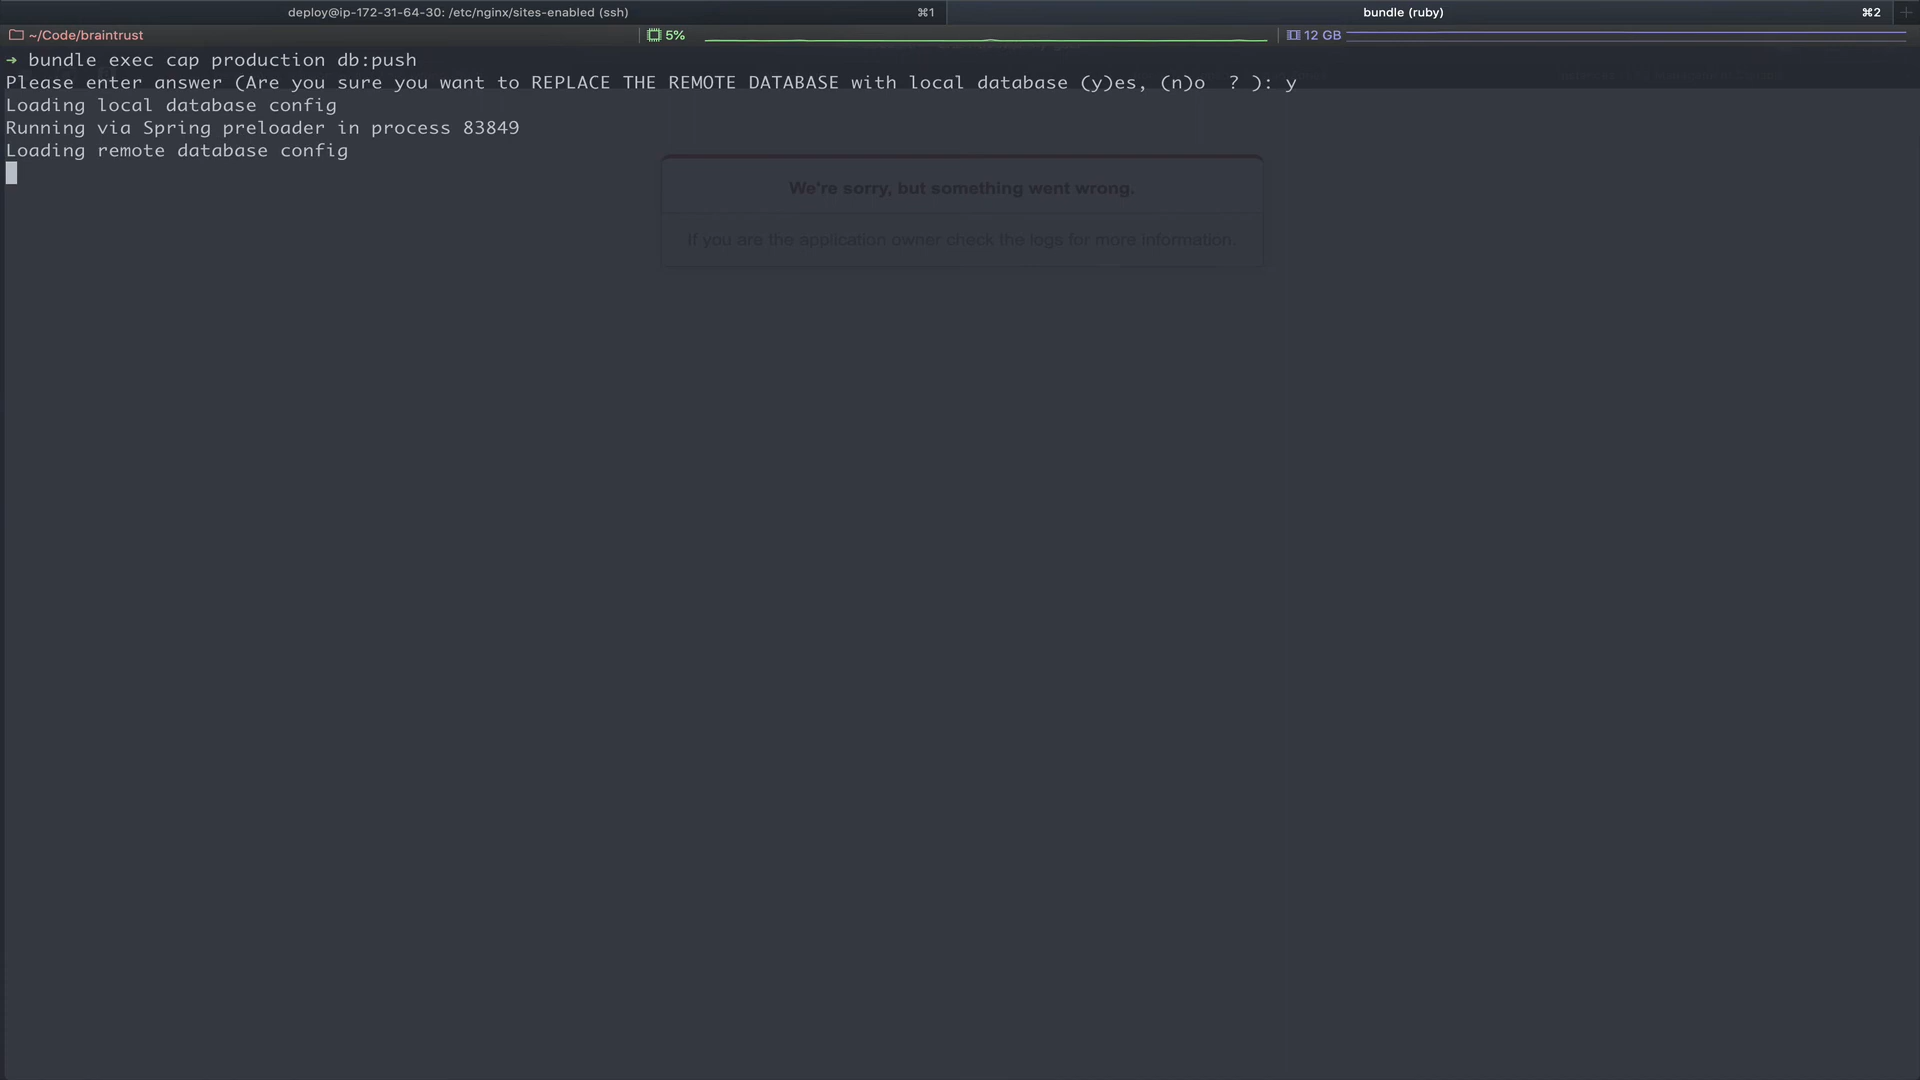 deploy@ip-172-31-64-30: /etc/nginx/sites-enabled (ssh) ⌘1 bundle (ruby) ⌘2 +
~/Code/braintrust 5% 12 GB
→ bundle exec cap production db:push
Please enter answer (Are you sure you want to REPLACE THE REMOTE DATABASE with local database (y)es, (n)o  ? ): y
Loading local database config
Running via Spring preloader in process 83849
Loading remote database config
We're sorry, but something went wrong.
If you are the application owner check the logs for more information.